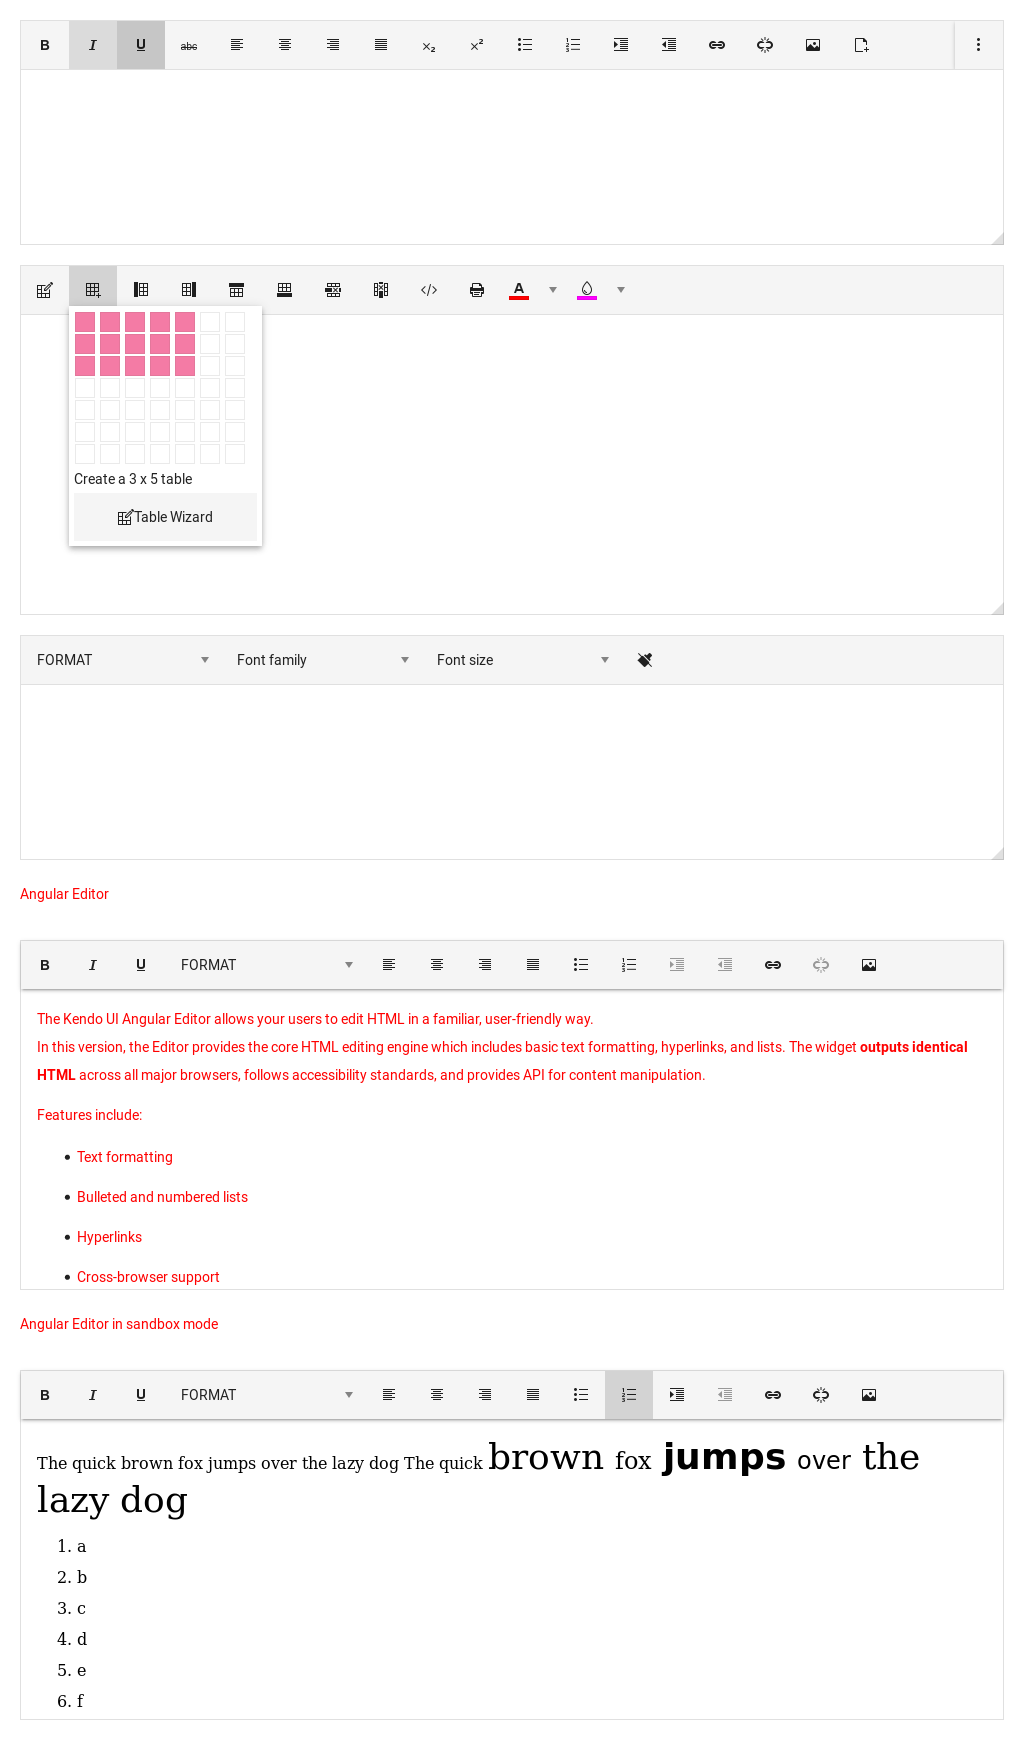 B I U abc
Create a 3 x 5 table
Table Wizard
FORMAT Font family Font size
Angular Editor
B I U FORMAT
The Kendo UI Angular Editor allows your users to edit HTML in a familiar, user-friendly way.
In this version, the Editor provides the core HTML editing engine which includes basic text formatting, hyperlinks, and lists. The widget outputs identical
HTML across all major browsers, follows accessibility standards, and provides API for content manipulation.
Features include:
• Text formatting
• Bulleted and numbered lists
• Hyperlinks
• Cross-browser support
Angular Editor in sandbox mode
B I U FORMAT
The quick brown fox jumps over the lazy dog The quick brown fox jumps over the
lazy dog
1. a
2. b
3. c
4. d
5. e
6. f